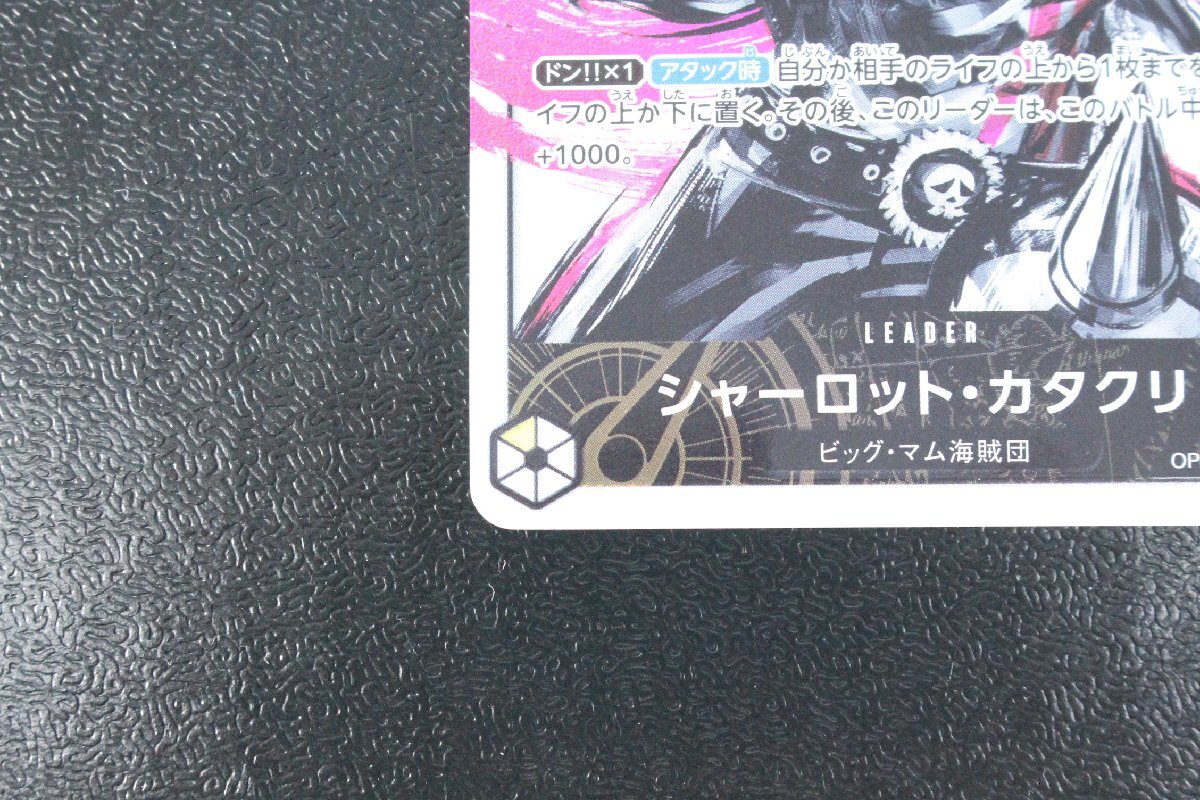 ドン!!×1 アタック時 自分か相手のライフの上から1枚までを
イフの上か下に置く。その後、このリーダーは、このバトル中
+1000。
LEADER
シャーロット・カタクリ
ビッグ・マム海賊団
OP